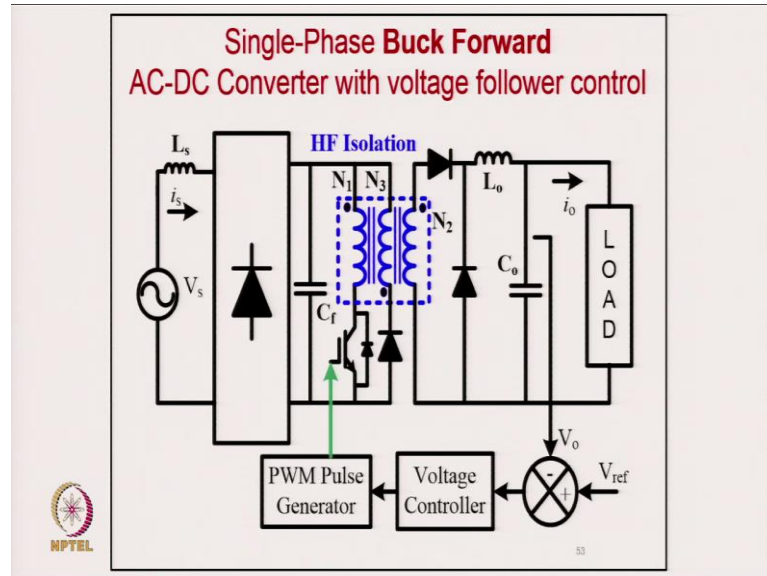 Single-Phase Buck Forward
AC-DC Converter with voltage follower control
HF Isolation
Ls
is
Vs
N1 N3
N2
Cf
Lo
io
Co
LOAD
Vo
Vref
-
+
PWM Pulse
Generator
Voltage
Controller
NPTEL
53